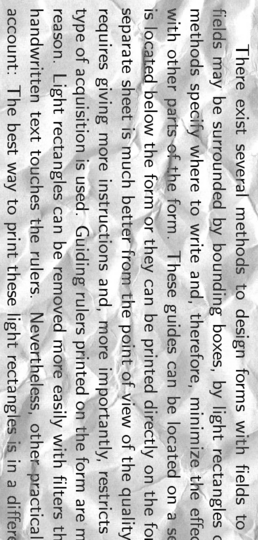 There exist several methods to design forms with fields to
fields may be surrounded by bounding boxes, by light rectangles
methods specify where to write and, therefore, minimize the effec
with other parts of the form. These guides can be located on a se
is located below the form or they can be printed directly on the fo
separate sheet is much better from the point of view of the quality
requires giving more instructions and, more importantly, restricts
type of acquisition is used. Guiding rulers printed on the form are m
reason. Light rectangles can be removed more easily with filters th
handwritten text touches the rulers. Nevertheless, other practical
account: The best way to print these light rectangles is in a differe